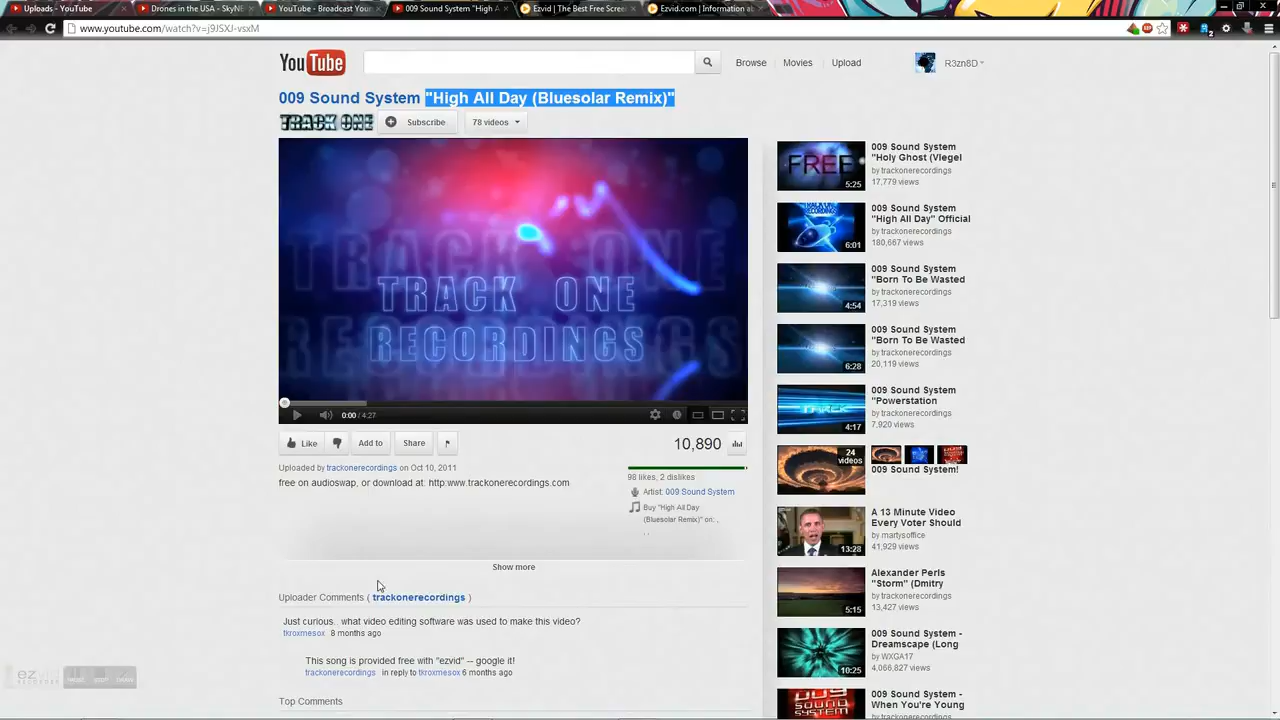 Uploads - YouTube
Drones in the USA - SkyNE
YouTube - Broadcast Your
009 Sound System "High A
Ezvid | The Best Free Screen
Ezvid.com | Information ab
www.youtube.com/watch?v=j9JSXJ-vsxM
YouTube
Browse
Movies
Upload
R3zn8D
009 Sound System "High All Day (Bluesolar Remix)"
TRACK ONE
Subscribe
78 videos
TRACK ONE
RECORDINGS
0:00 / 4:27
Like
Add to
Share
10,890
Uploaded by trackonerecordings on Oct 10, 2011
98 likes, 2 dislikes
free on audioswap, or download at: http:www.trackonerecordings.com
Artist: 009 Sound System
Buy "High All Day
(Bluesolar Remix)" on: ,
, ,
Show more
Uploader Comments ( trackonerecordings )
Just curious.. what video editing software was used to make this video?
tkroxmesox 8 months ago
This song is provided free with "ezvid" -- google it!
trackonerecordings in reply to tkroxmesox 6 months ago
Top Comments
FREE
5:25
009 Sound System
"Holy Ghost (Vlegel
by trackonerecordings
17,779 views
6:01
009 Sound System
"High All Day" Official
by trackonerecordings
180,667 views
4:54
009 Sound System
"Born To Be Wasted
by trackonerecordings
17,319 views
6:28
009 Sound System
"Born To Be Wasted
by trackonerecordings
20,119 views
4:17
009 Sound System
"Powerstation
by trackonerecordings
7,920 views
24
videos
009 Sound System!
13:28
A 13 Minute Video
Every Voter Should
by martysoffice
41,929 views
5:15
Alexander Perls
"Storm" (Dmitry
by trackonerecordings
13,427 views
10:25
009 Sound System -
Dreamscape (Long
by WXGA17
4,066,827 views
009
SOUND
SYSTEM
009 Sound System -
When You're Young
by trackonerecordings
ez